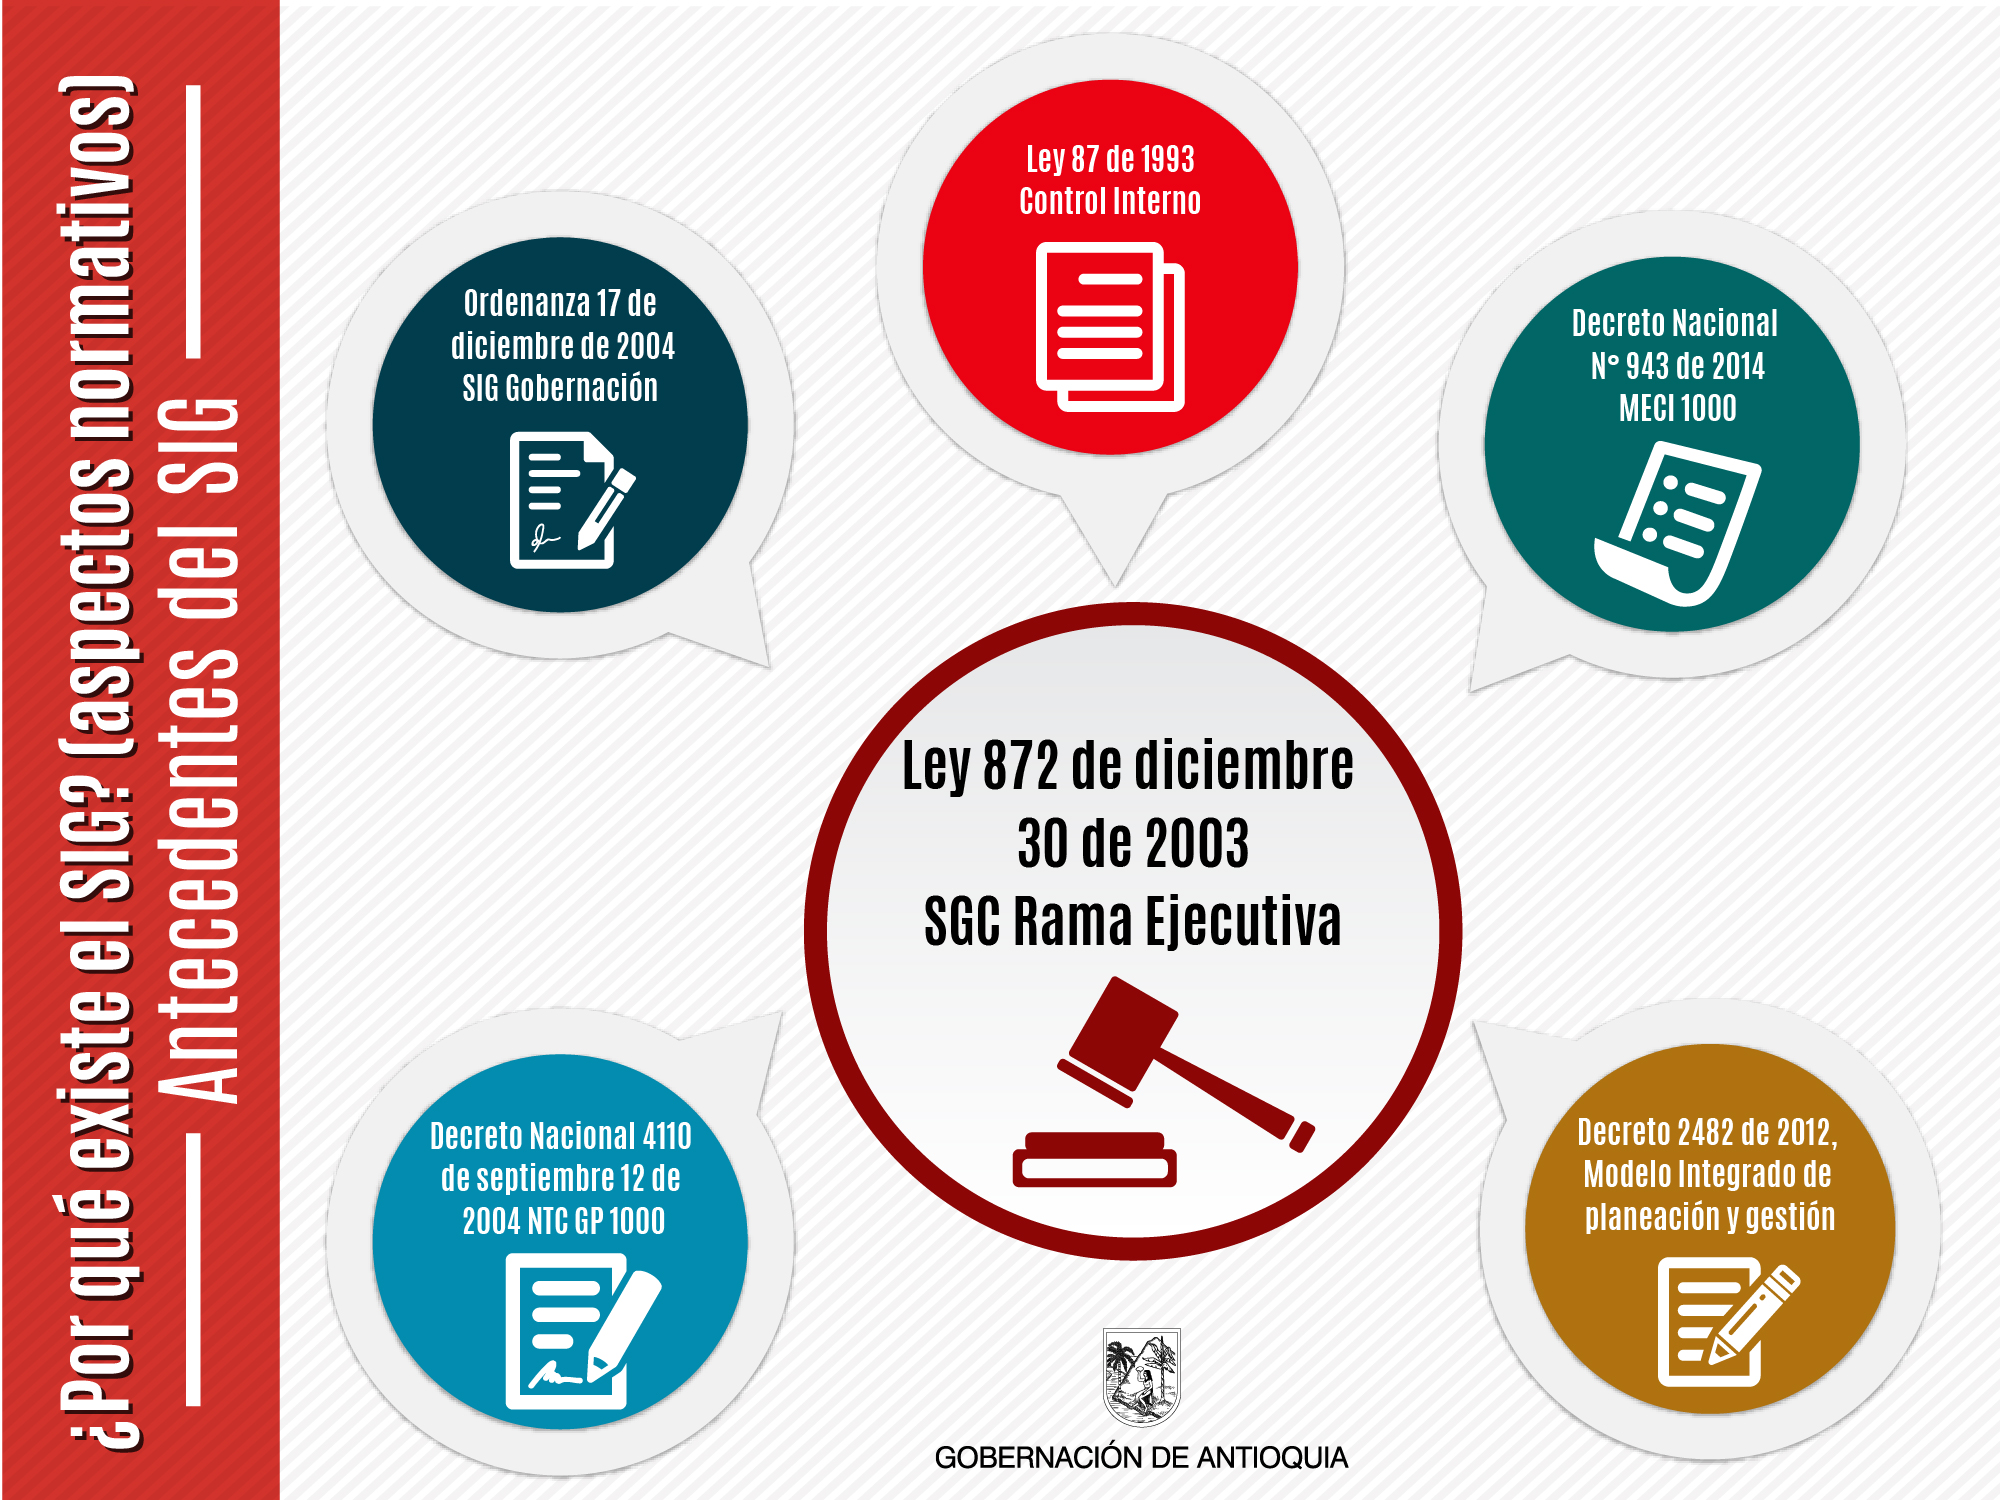 ¿Por qué existe el SIG? (aspectos normativos)
Antecedentes del SIG
Ley 87 de 1993
Control Interno
Ordenanza 17 de
diciembre de 2004
SIG Gobernación
Decreto Nacional
N° 943 de 2014
MECI 1000
Ley 872 de diciembre
30 de 2003
SGC Rama Ejecutiva
Decreto Nacional 4110
de septiembre 12 de
2004 NTC GP 1000
Decreto 2482 de 2012,
Modelo Integrado de
planeación y gestión
GOBERNACIÓN DE ANTIOQUIA